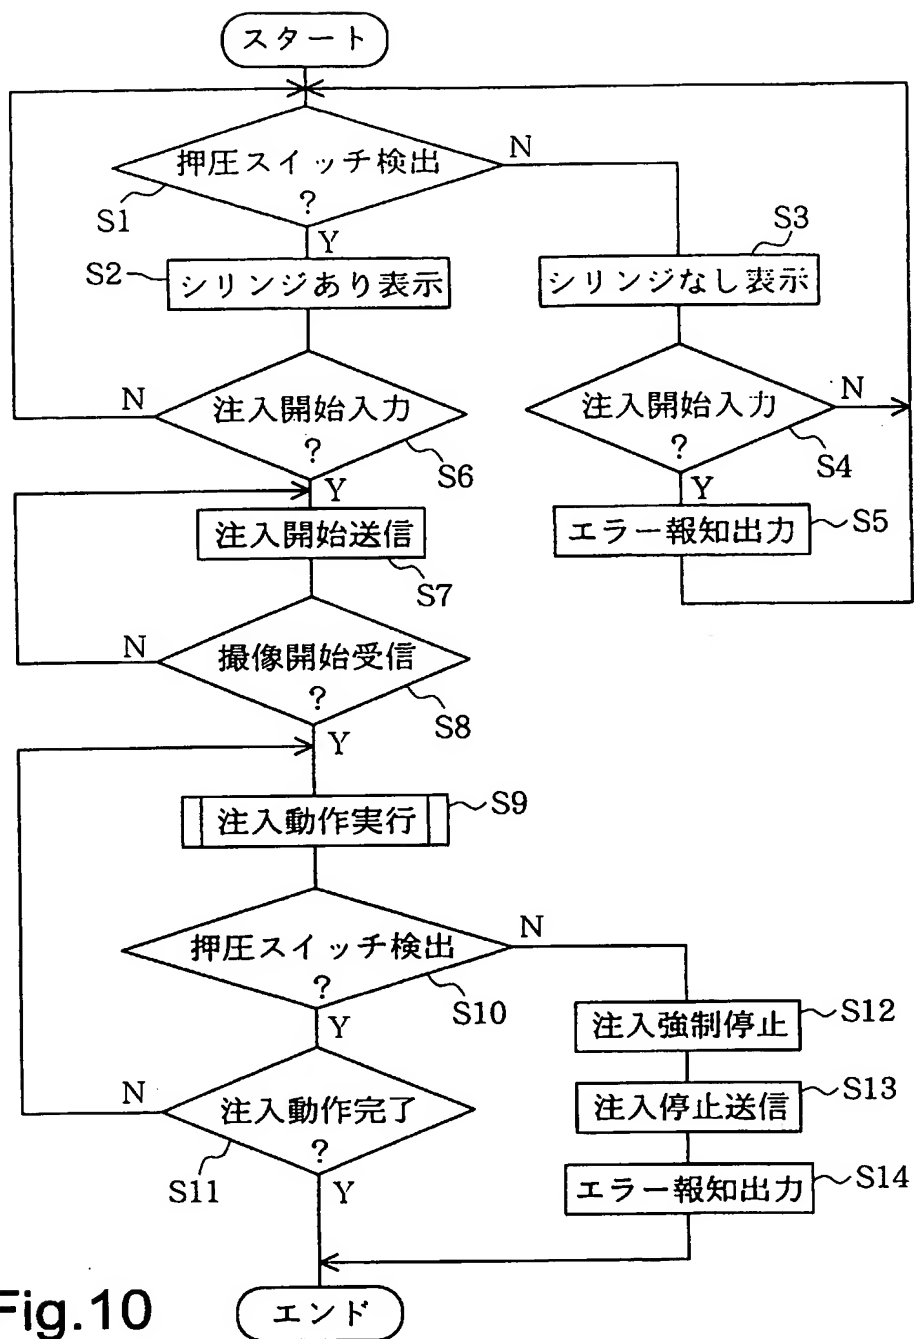 スタート
押圧スイッチ検出
?
N
S1
Y
S2
シリンジあり表示
S3
シリンジなし表示
N
注入開始入力
?
S6
Y
注入開始入力
?
N
S4
Y
注入開始送信
S7
エラー報知出力
S5
N
撮像開始受信
?
S8
Y
注入動作実行
S9
押圧スイッチ検出
?
N
S10
Y
注入強制停止
S12
N
注入動作完了
?
S11
Y
注入停止送信
S13
エラー報知出力
S14
エンド
Fig.10